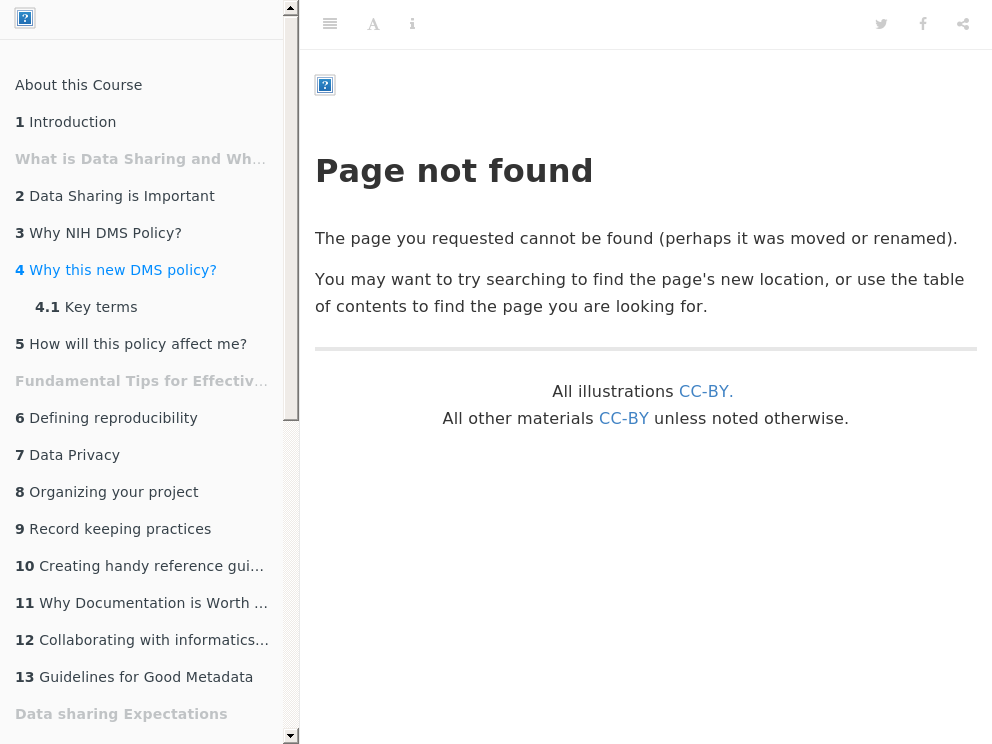 About this Course
1 Introduction
What is Data Sharing and Wh...
2 Data Sharing is Important
3 Why NIH DMS Policy?
4 Why this new DMS policy?
4.1 Key terms
5 How will this policy affect me?
Fundamental Tips for Effectiv...
6 Defining reproducibility
7 Data Privacy
8 Organizing your project
9 Record keeping practices
10 Creating handy reference gui...
11 Why Documentation is Worth ...
12 Collaborating with informatics...
13 Guidelines for Good Metadata
Data sharing Expectations
Page not found
The page you requested cannot be found (perhaps it was moved or renamed).
You may want to try searching to find the page's new location, or use the table
of contents to find the page you are looking for.
All illustrations CC-BY.
All other materials CC-BY unless noted otherwise.